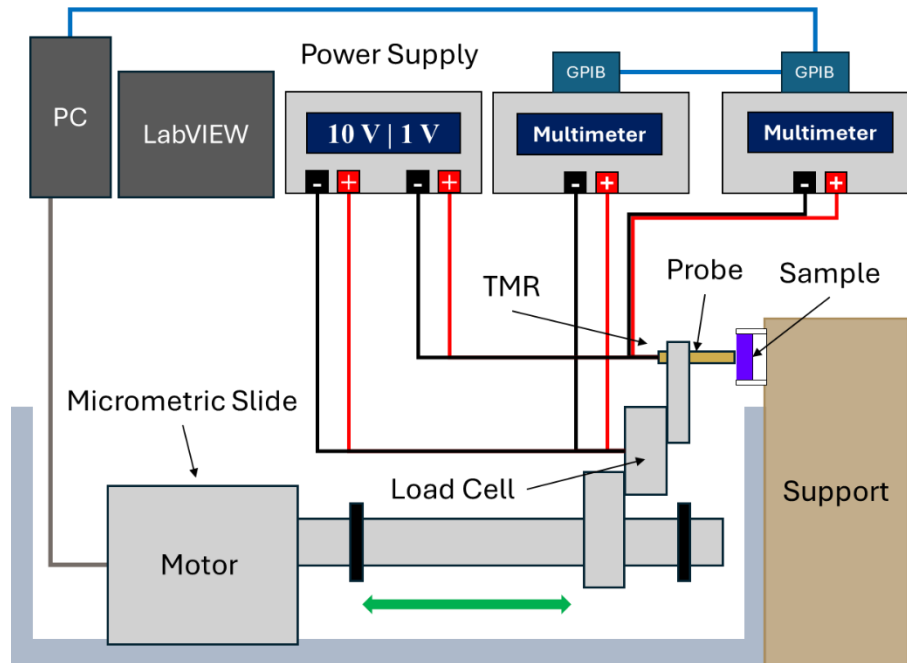 Power Supply
GPIB
GPIB
PC
LabVIEW
10 V | 1 V
Multimeter
Multimeter
-
+
-
+
-
+
-
+
TMR
Probe
Sample
Micrometric Slide
Load Cell
Support
Motor